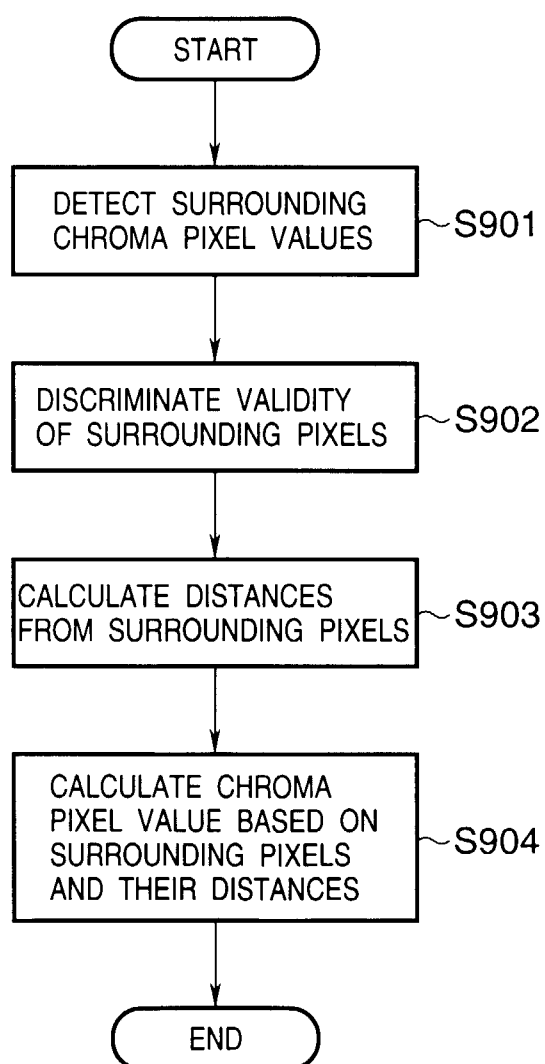 START
DETECT SURROUNDING
CHROMA PIXEL VALUES
S901
DISCRIMINATE VALIDITY
OF SURROUNDING PIXELS
S902
CALCULATE DISTANCES
FROM SURROUNDING PIXELS
S903
CALCULATE CHROMA
PIXEL VALUE BASED ON
SURROUNDING PIXELS
AND THEIR DISTANCES
S904
END